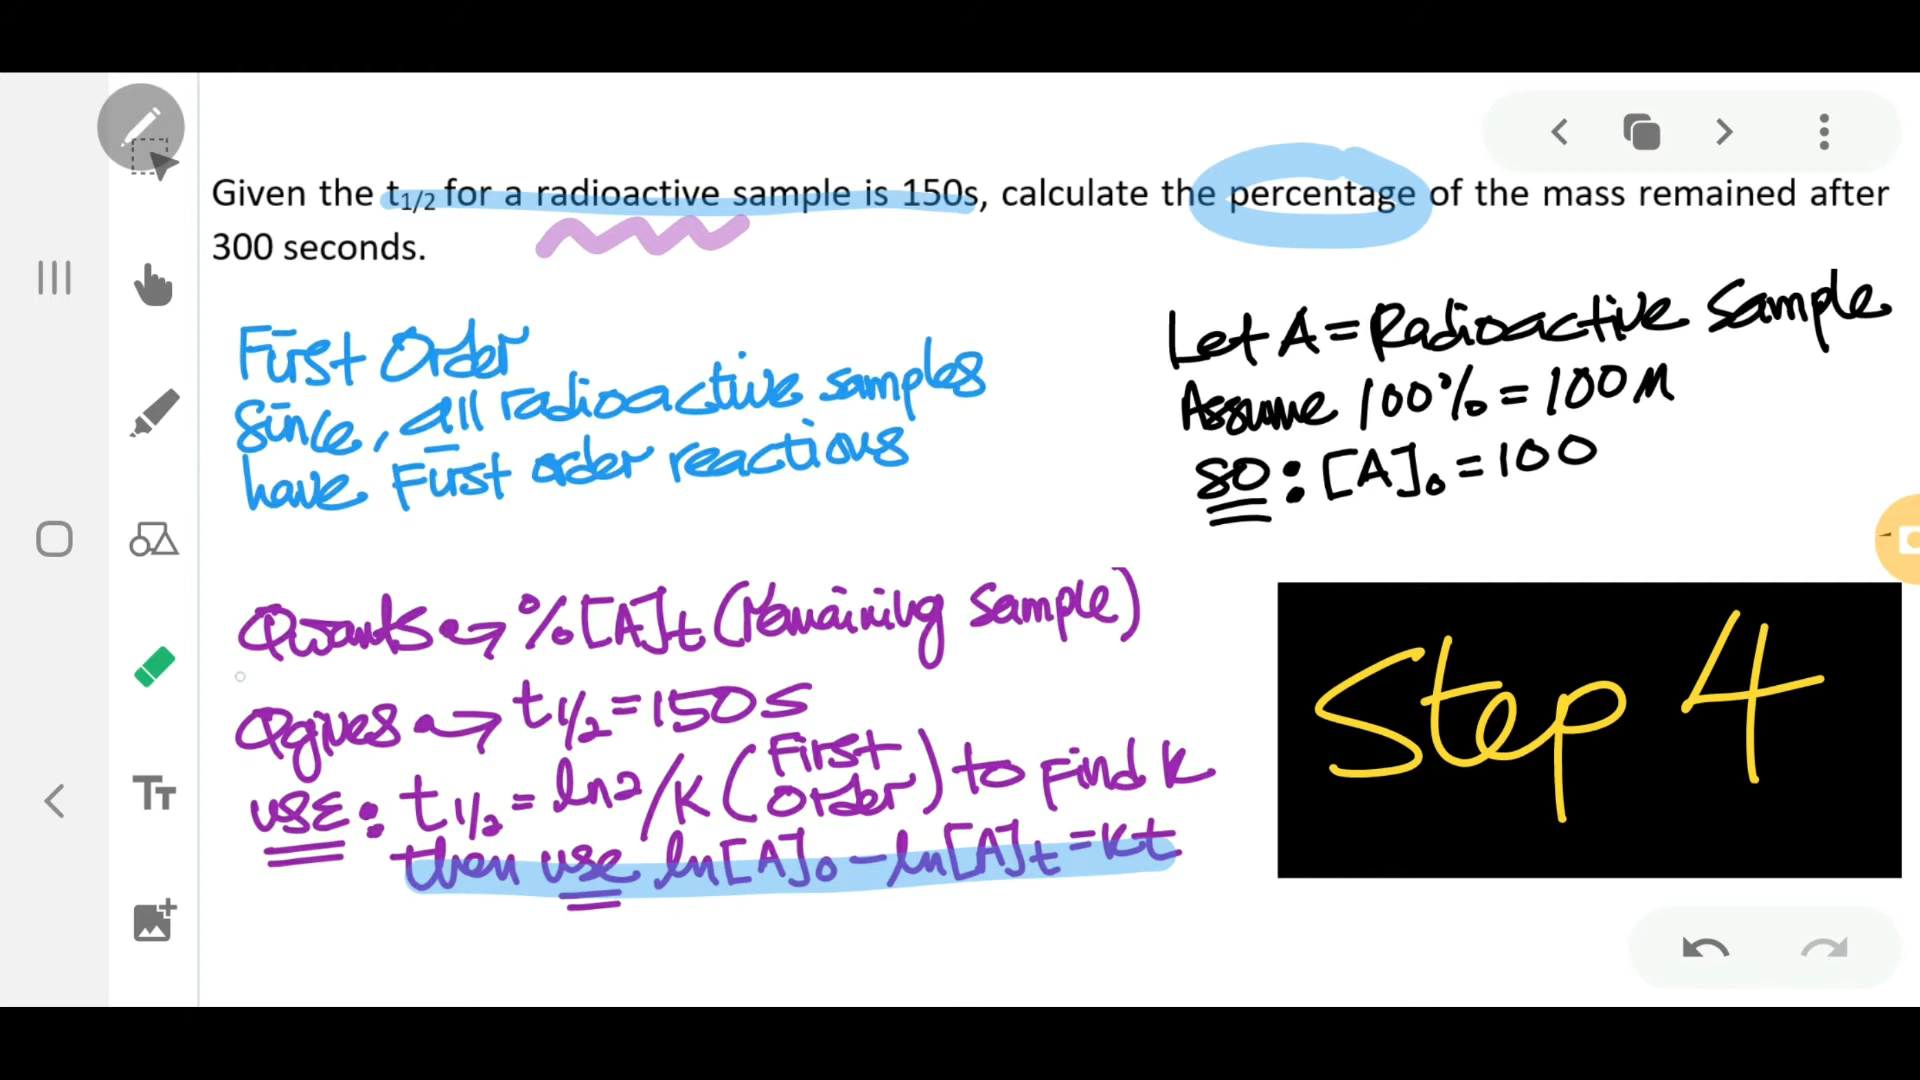 Given the t1/2 for a radioactive sample is 150s, calculate the percentage of the mass remained after
300 seconds.
First Order
Since, all radioactive samples
have First order reactions
Let A = Radioactive Sample
Assume 100% = 100M
so: [A]0 = 100
Q wants → %[A]t (remaining sample)
Q gives → t1/2 = 150s
use: t1/2 = ln2/K (First Order) to find K
then use ln[A]0 - ln[A]t = Kt
Step 4
TT